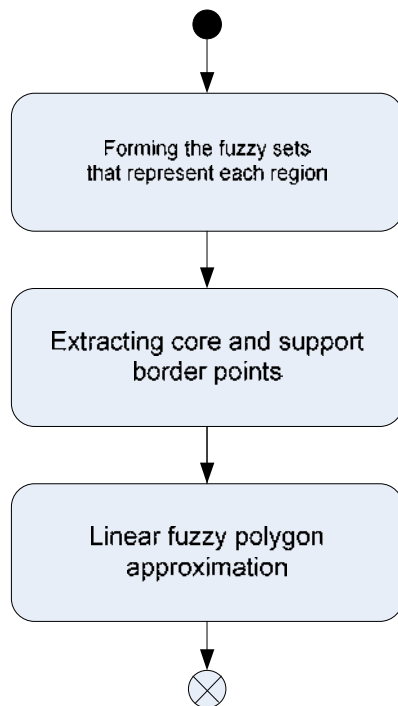 Forming the fuzzy sets
that represent each region
Extracting core and support
border points
Linear fuzzy polygon
approximation